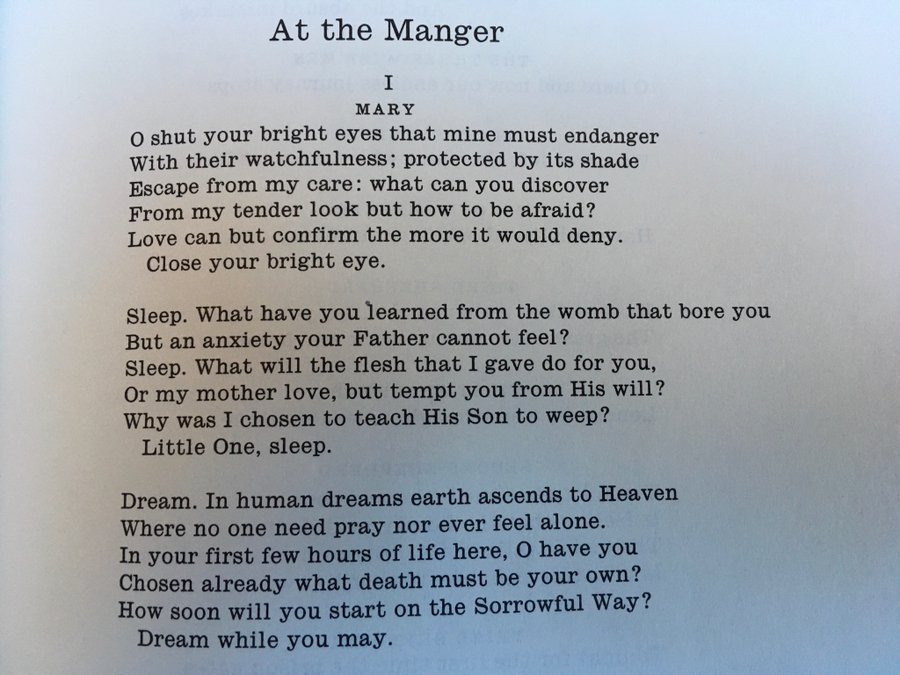 At the Manger
I
MARY
O shut your bright eyes that mine must endanger
With their watchfulness; protected by its shade
Escape from my care: what can you discover
From my tender look but how to be afraid?
Love can but confirm the more it would deny.
Close your bright eye.
Sleep. What have you learned from the womb that bore you
But an anxiety your Father cannot feel?
Sleep. What will the flesh that I gave do for you,
Or my mother love, but tempt you from His will?
Why was I chosen to teach His Son to weep?
Little One, sleep.
Dream. In human dreams earth ascends to Heaven
Where no one need pray nor ever feel alone.
In your first few hours of life here, O have you
Chosen already what death must be your own?
How soon will you start on the Sorrowful Way?
Dream while you may.